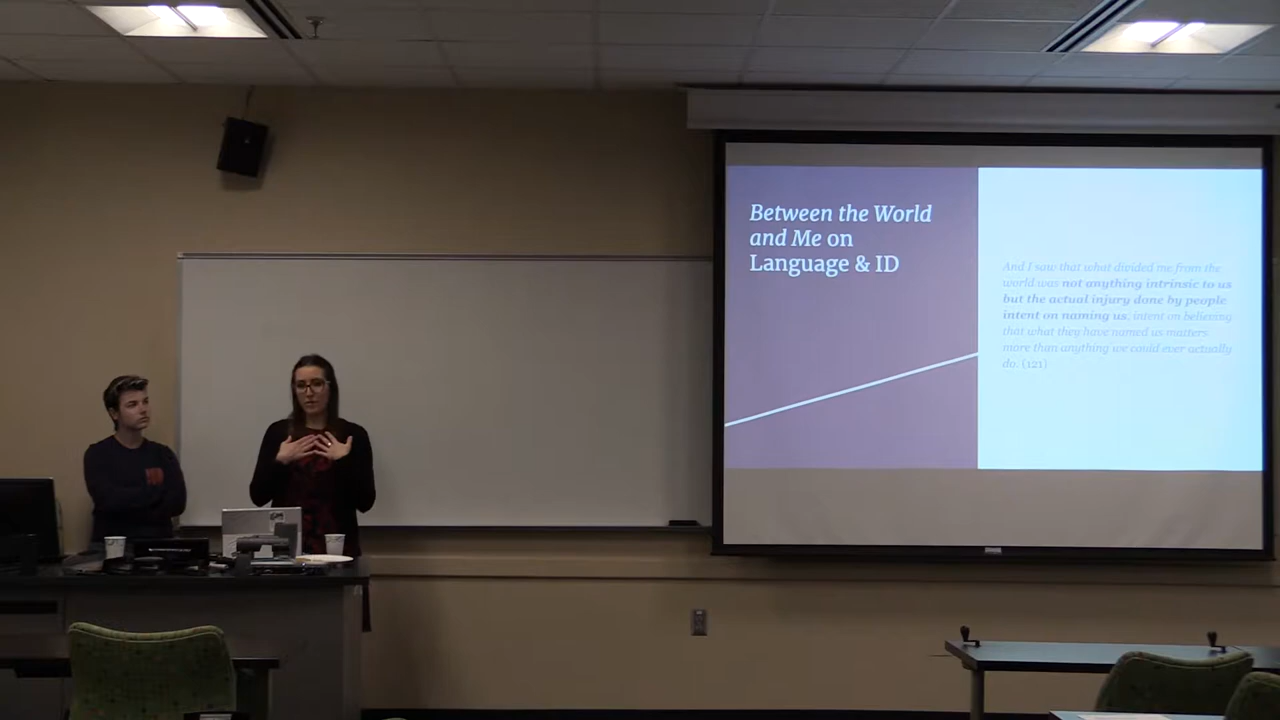 Between the World
and Me on
Language & ID
And I saw that what divided me from the
world was not anything intrinsic to us
but the actual injury done by people
intent on naming us, intent on believing
that what they have named us matters
more than anything we could ever actually
do. (121)